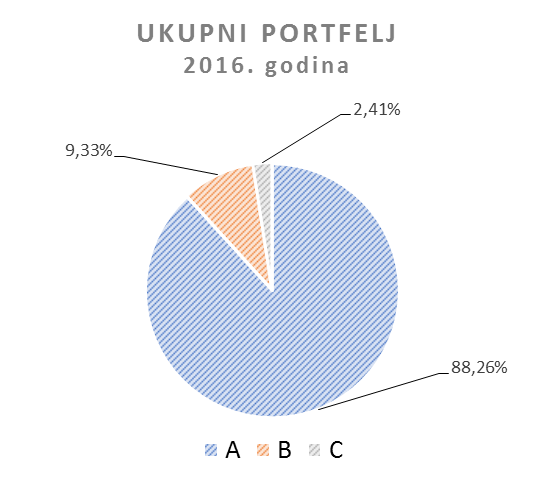 UKUPNI PORTFELJ
2016. godina
2,41%
9,33%
88,26%
A B C